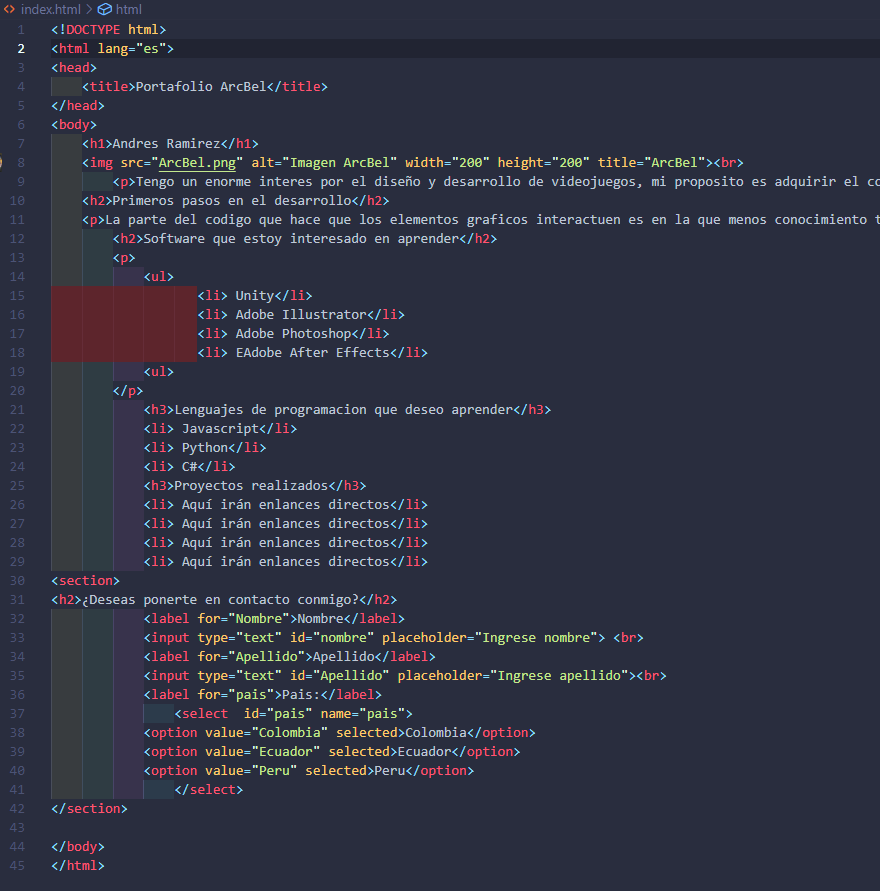 index.html > html
1 <!DOCTYPE html>
2 <html lang="es">
3 <head>
4 <title>Portafolio ArcBel</title>
5 </head>
6 <body>
7 <h1>Andres Ramirez</h1>
8 <img src="ArcBel.png" alt="Imagen ArcBel" width="200" height="200" title="ArcBel"><br>
9 <p>Tengo un enorme interes por el diseño y desarrollo de videojuegos, mi proposito es adquirir el co
10 <h2>Primeros pasos en el desarrollo</h2>
11 <p>La parte del codigo que hace que los elementos graficos interactuen es en la que menos conocimiento t
12 <h2>Software que estoy interesado en aprender</h2>
13 <p>
14 <ul>
15 <li> Unity</li>
16 <li> Adobe Illustrator</li>
17 <li> Adobe Photoshop</li>
18 <li> EAdobe After Effects</li>
19 <ul>
20 </p>
21 <h3>Lenguajes de programacion que deseo aprender</h3>
22 <li> Javascript</li>
23 <li> Python</li>
24 <li> C#</li>
25 <h3>Proyectos realizados</h3>
26 <li> Aquí irán enlances directos</li>
27 <li> Aquí irán enlances directos</li>
28 <li> Aquí irán enlances directos</li>
29 <li> Aquí irán enlances directos</li>
30 <section>
31 <h2>¿Deseas ponerte en contacto conmigo?</h2>
32 <label for="Nombre">Nombre</label>
33 <input type="text" id="nombre" placeholder="Ingrese nombre"> <br>
34 <label for="Apellido">Apellido</label>
35 <input type="text" id="Apellido" placeholder="Ingrese apellido"><br>
36 <label for="pais">Pais:</label>
37 <select  id="pais" name="pais">
38 <option value="Colombia" selected>Colombia</option>
39 <option value="Ecuador" selected>Ecuador</option>
40 <option value="Peru" selected>Peru</option>
41 </select>
42 </section>
43
44 </body>
45 </html>